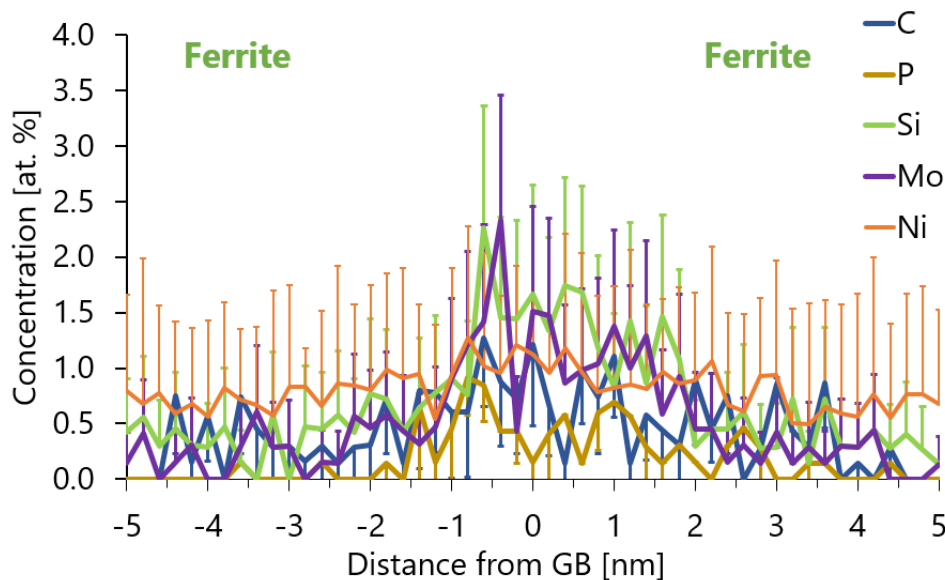 Concentration [at. %]
4.0
3.5
3.0
2.5
2.0
1.5
1.0
0.5
0.0
Ferrite
Ferrite
C
P
Si
Mo
Ni
-5 -4 -3 -2 -1 0 1 2 3 4 5
Distance from GB [nm]